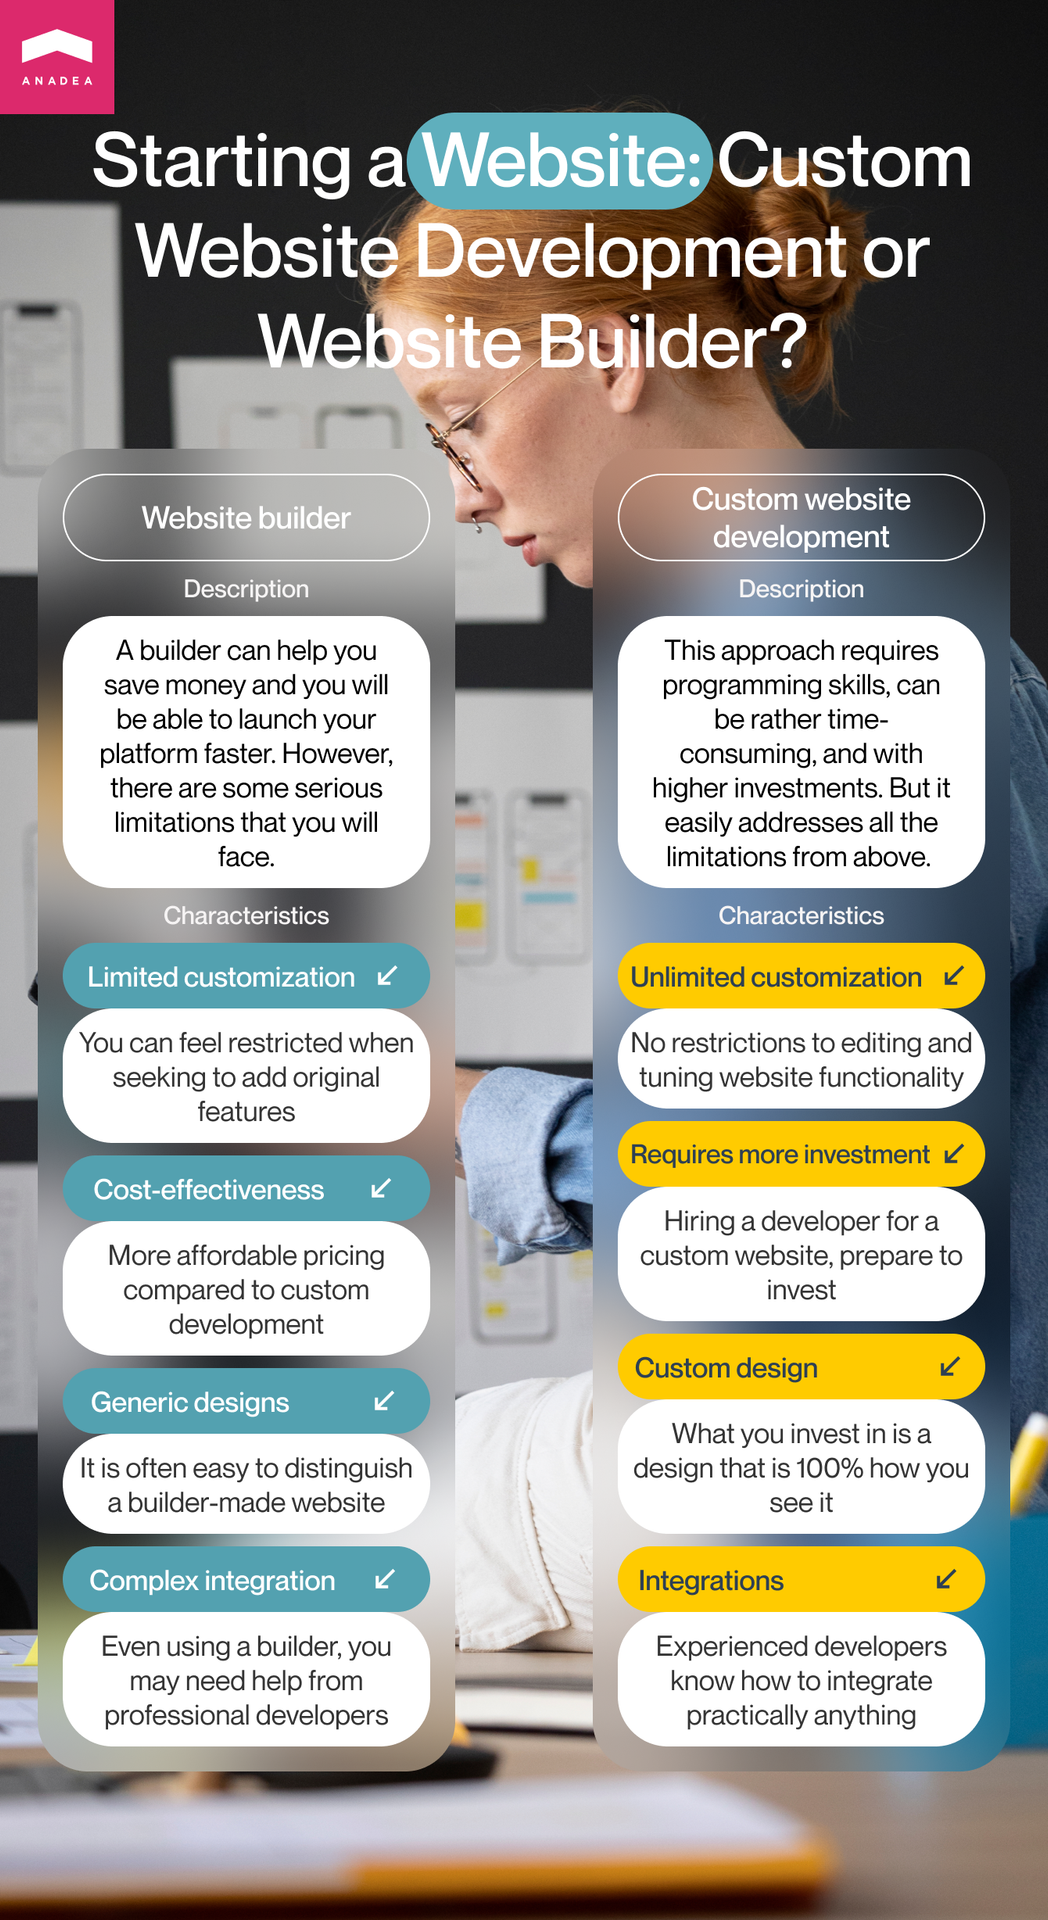 ANADEA
Starting a Website: Custom
Website Development or
Website Builder?
Website builder
Description
A builder can help you
save money and you will
be able to launch your
platform faster. However,
there are some serious
limitations that you will
face.
Characteristics
Limited customization
You can feel restricted when
seeking to add original
features
Cost-effectiveness
More affordable pricing
compared to custom
development
Generic designs
It is often easy to distinguish
a builder-made website
Complex integration
Even using a builder, you
may need help from
professional developers
Custom website
development
Description
This approach requires
programming skills, can
be rather time-
consuming, and with
higher investments. But it
easily addresses all the
limitations from above.
Characteristics
Unlimited customization
No restrictions to editing and
tuning website functionality
Requires more investment
Hiring a developer for a
custom website, prepare to
invest
Custom design
What you invest in is a
design that is 100% how you
see it
Integrations
Experienced developers
know how to integrate
practically anything